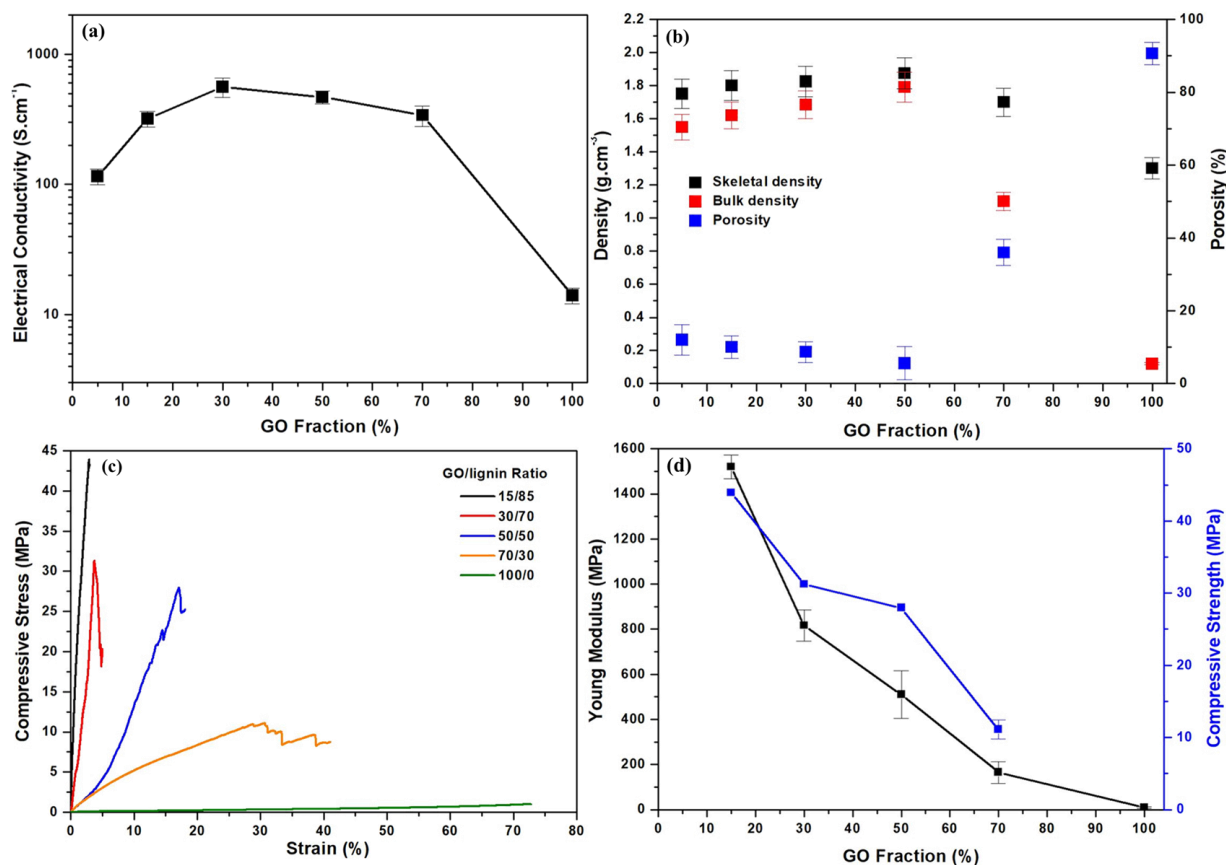 (a)
Electrical Conductivity (S.cm⁻¹)
1000
100
10
0 10 20 30 40 50 60 70 80 90 100
GO Fraction (%)
(b)
Density (g.cm⁻³)
2.2
2.0
1.8
1.6
1.4
1.2
1.0
0.8
0.6
0.4
0.2
0.0
Skeletal density
Bulk density
Porosity
100
80
60
40
20
0
Porosity (%)
0 10 20 30 40 50 60 70 80 90 100
GO Fraction (%)
(c)
Compressive Stress (MPa)
45
40
35
30
25
20
15
10
5
0
GO/lignin Ratio
15/85
30/70
50/50
70/30
100/0
0 10 20 30 40 50 60 70 80
Strain (%)
(d)
Young Modulus (MPa)
1600
1400
1200
1000
800
600
400
200
0
50
40
30
20
10
0
Compressive Strength (MPa)
0 10 20 30 40 50 60 70 80 90 100
GO Fraction (%)